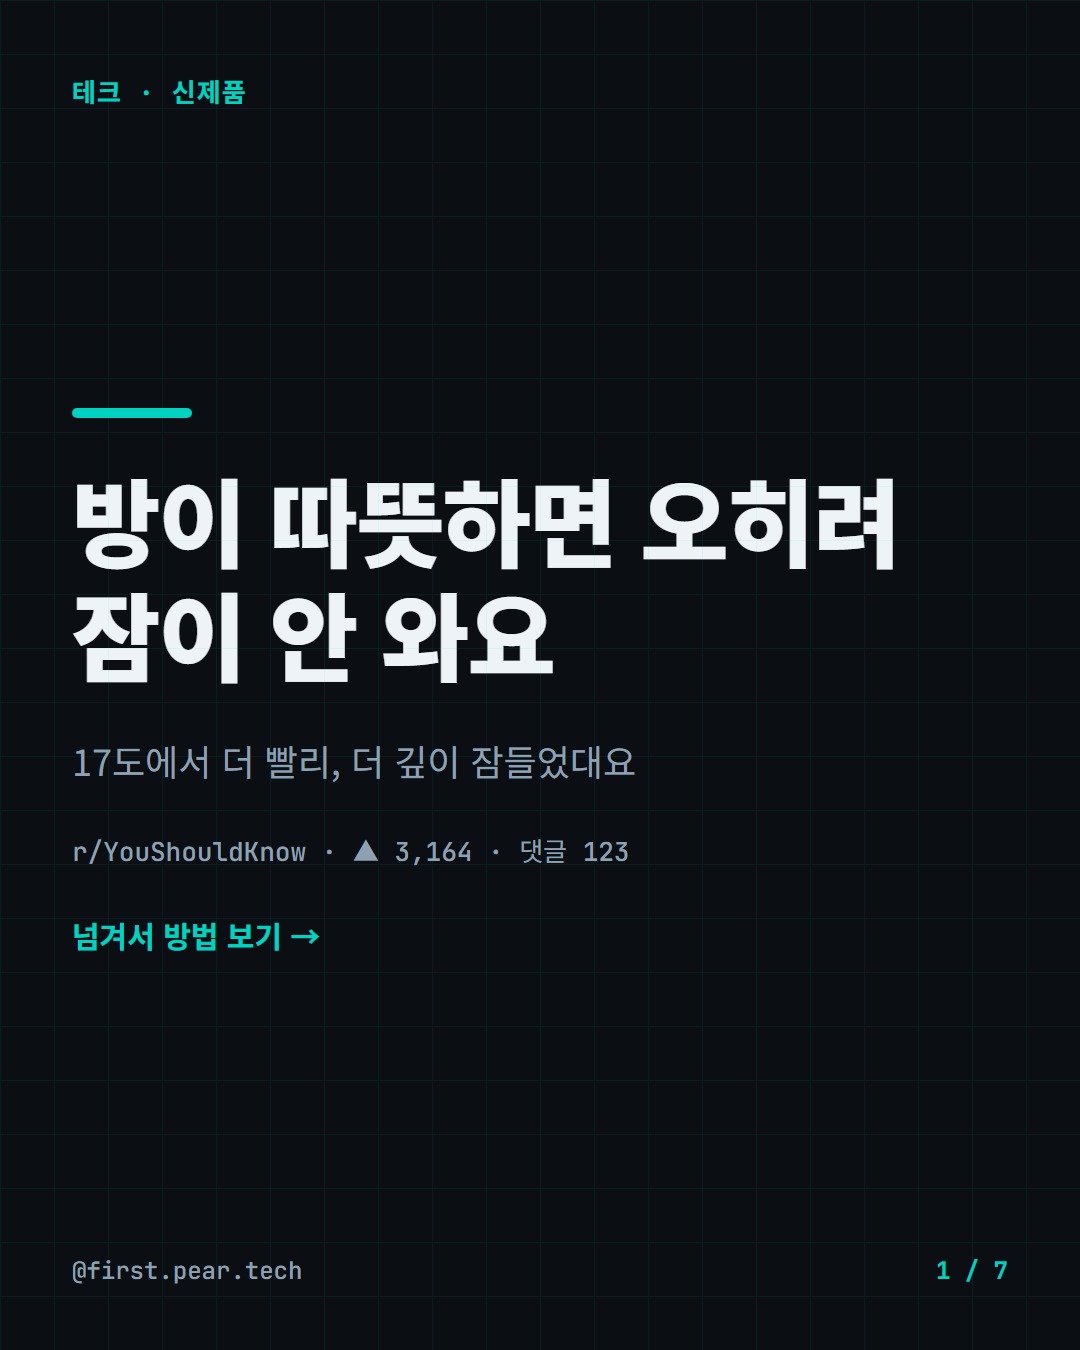 테크 · 신제품
방이 따뜻하면 오히려
잠이 안 와요
17도에서 더 빨리, 더 깊이 잠들었대요
r/YouShouldKnow · ▲ 3,164 · 댓글 123
넘겨서 방법 보기 →
@first.pear.tech
1 / 7